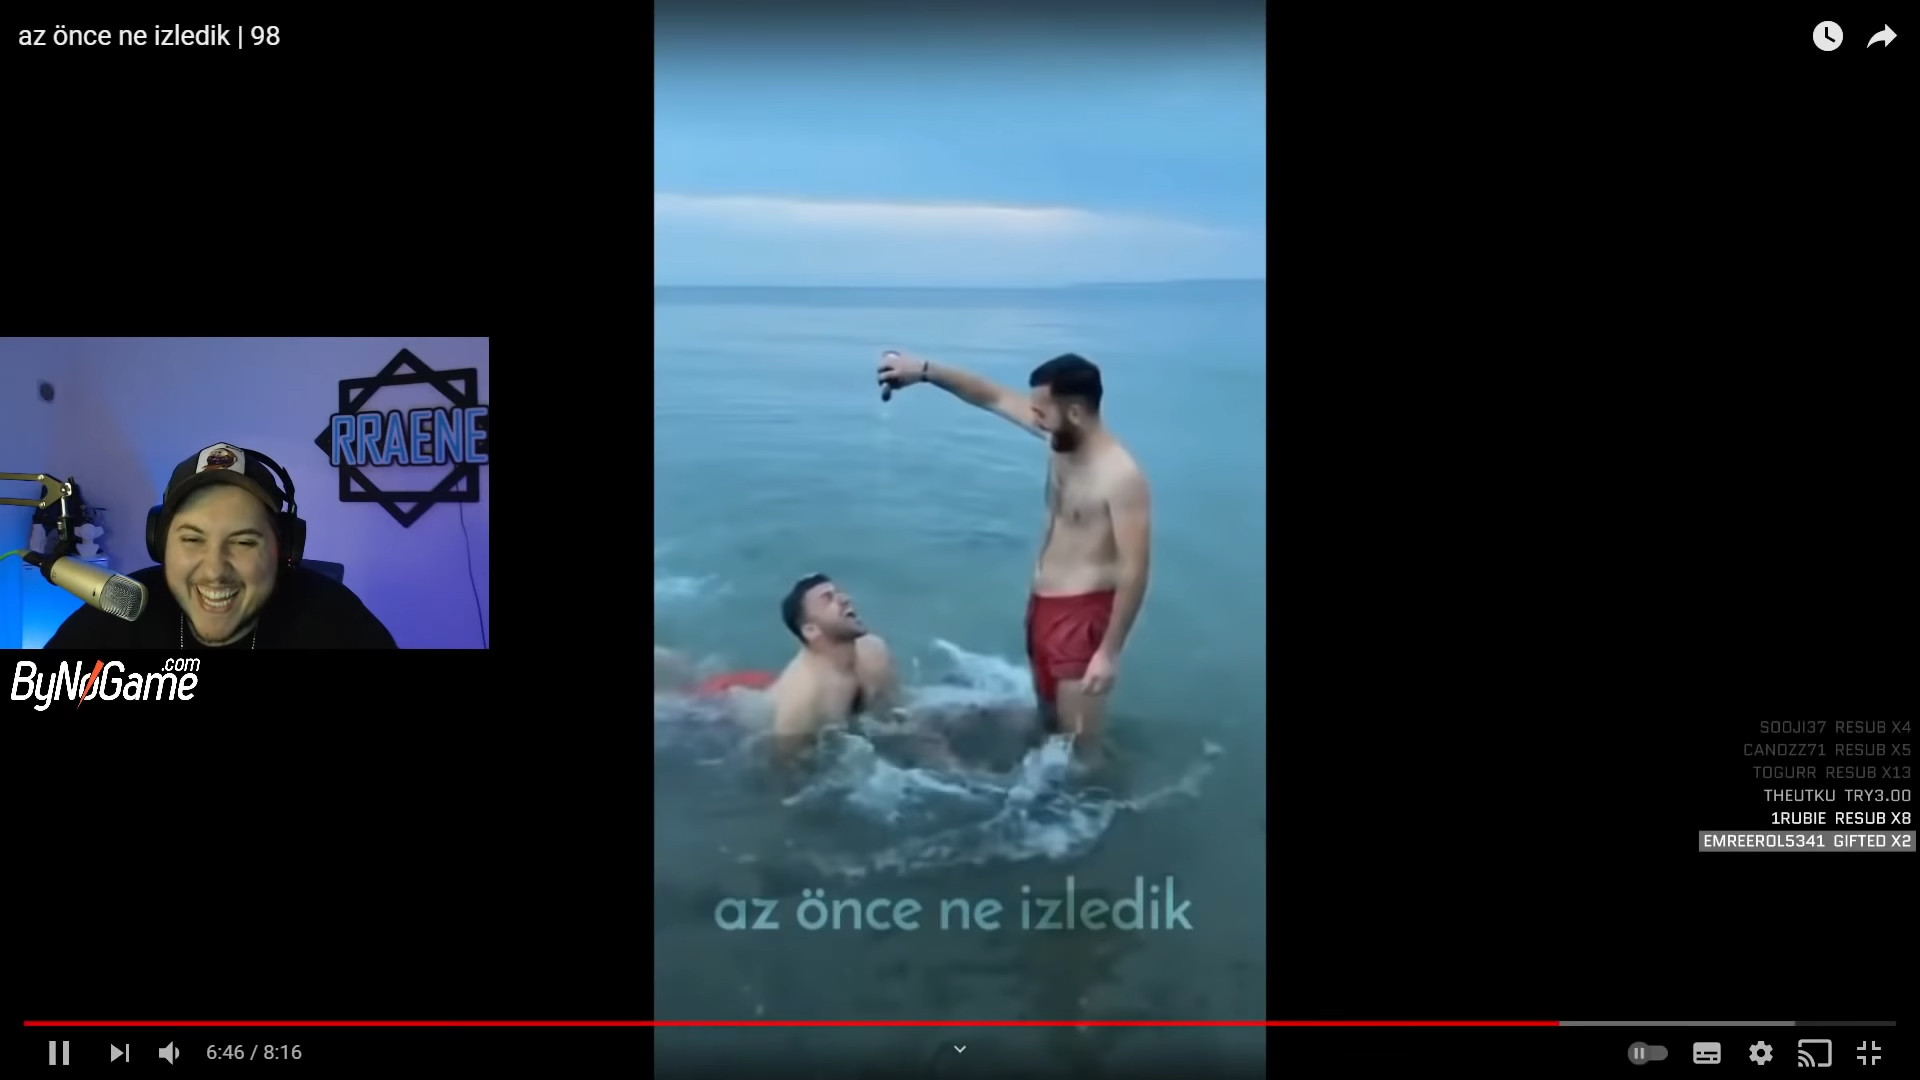 az önce ne izledik | 98
RRAENE
ByNoGame.com
SOOJI37 RESUB X4
CANOZZ71 RESUB X5
TOGURR RESUB X13
THEUTKU TRY3.00
1RUBIE RESUB X8
EMREEROL5341 GIFTED X2
az önce ne izledik
6:46 / 8:16